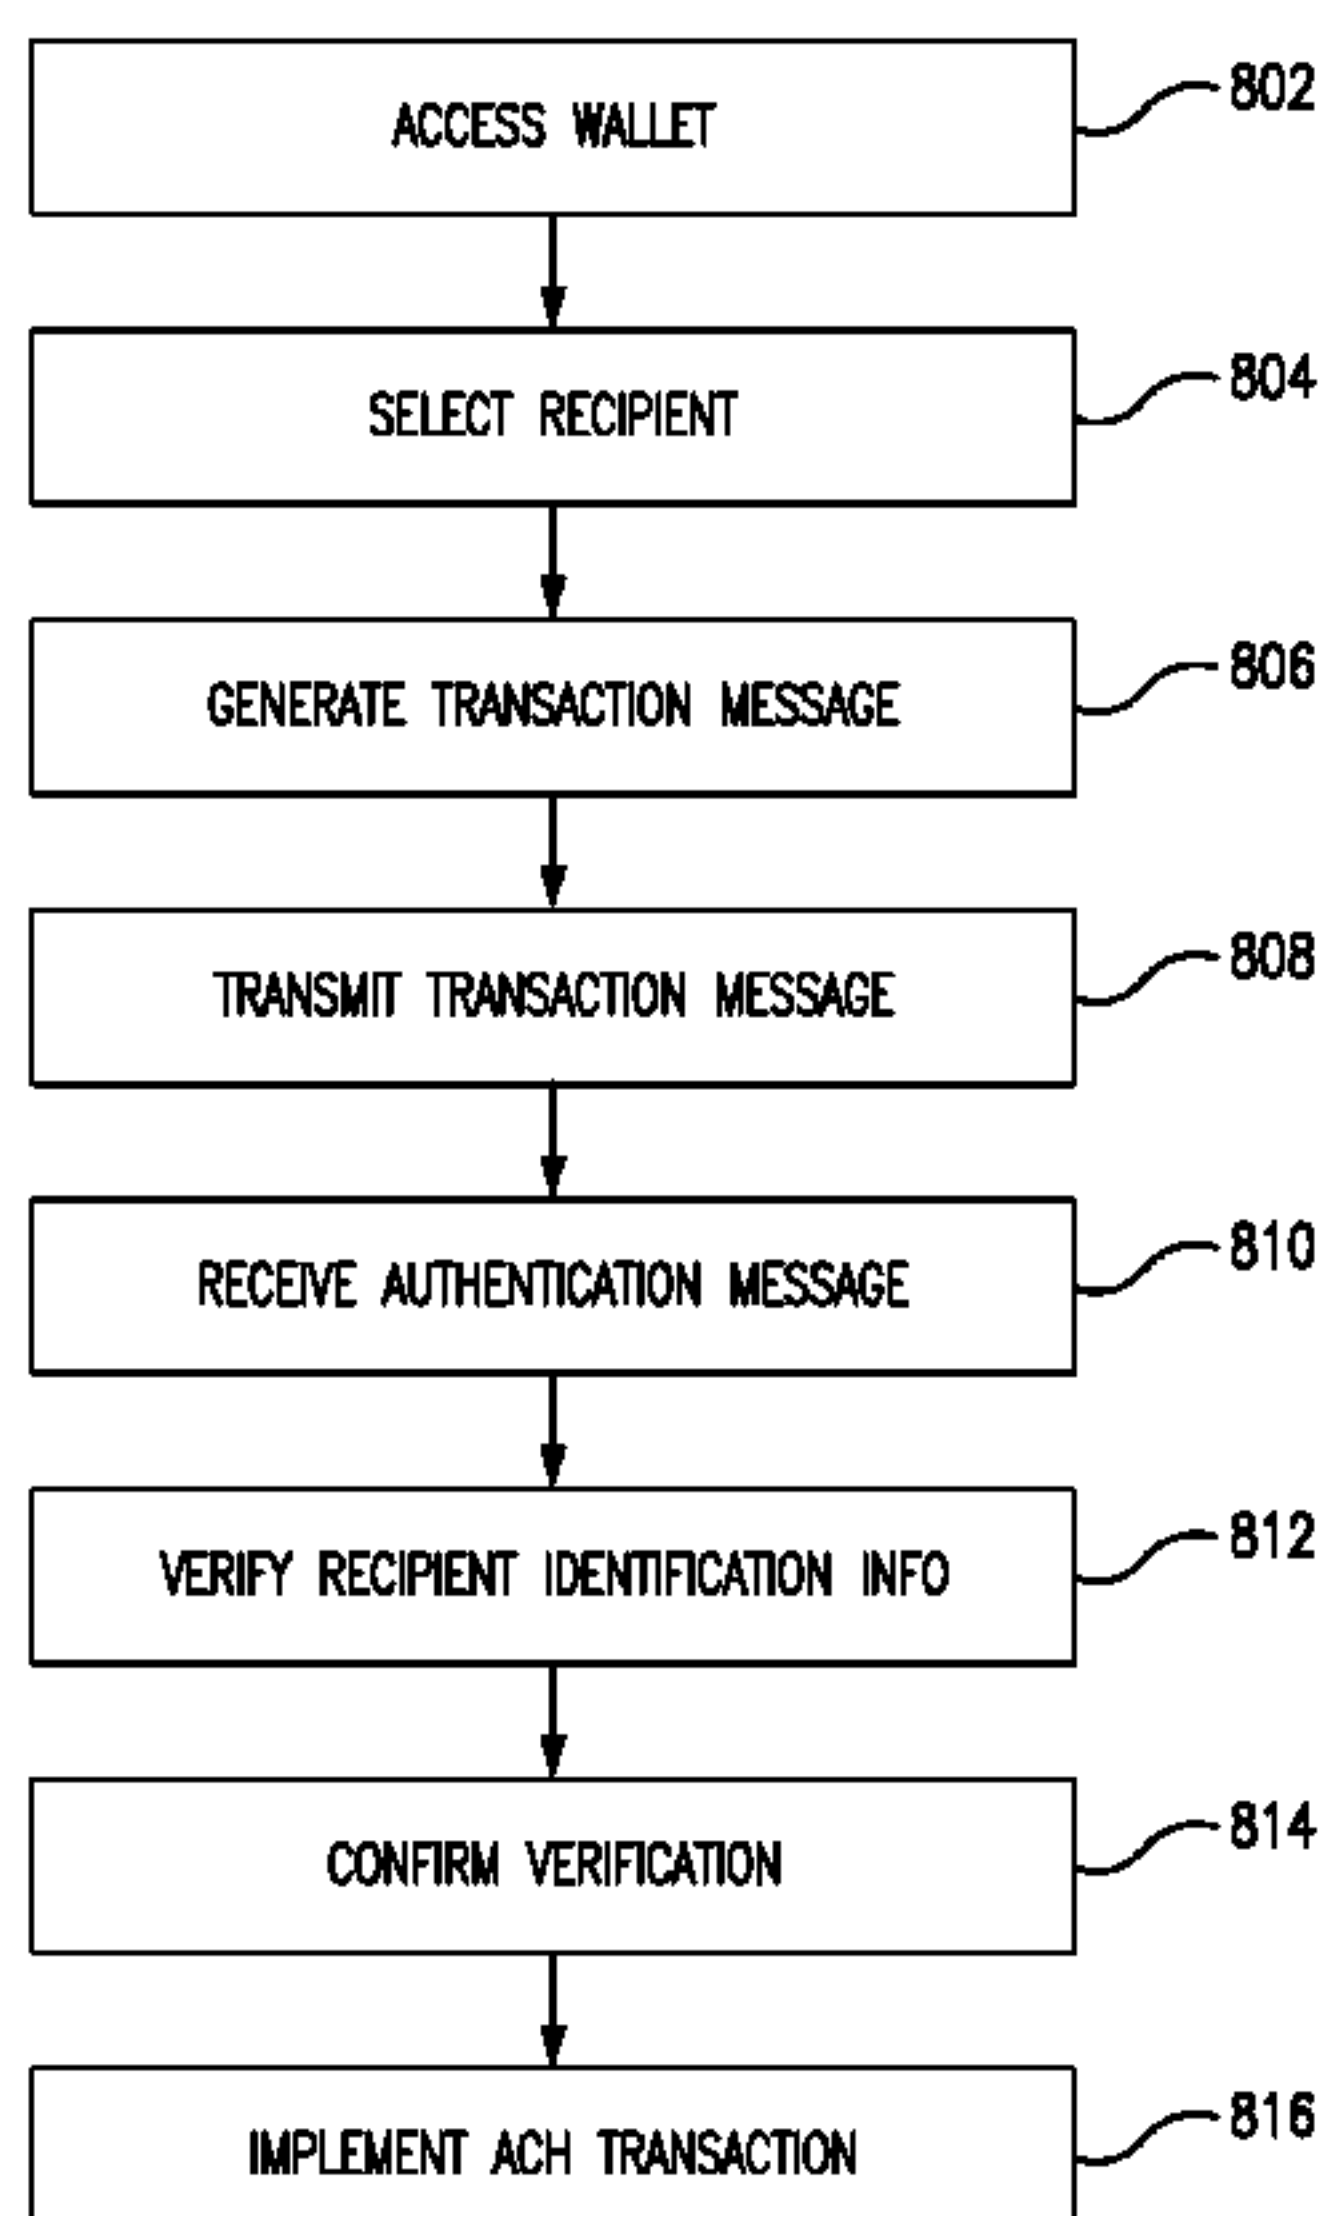 ACCESS WALLET
802
SELECT RECIPIENT
804
GENERATE TRANSACTION MESSAGE
806
TRANSMIT TRANSACTION MESSAGE
808
RECEIVE AUTHENTICATION MESSAGE
810
VERIFY RECIPIENT IDENTIFICATION INFO
812
CONFIRM VERIFICATION
814
IMPLEMENT ACH TRANSACTION
816